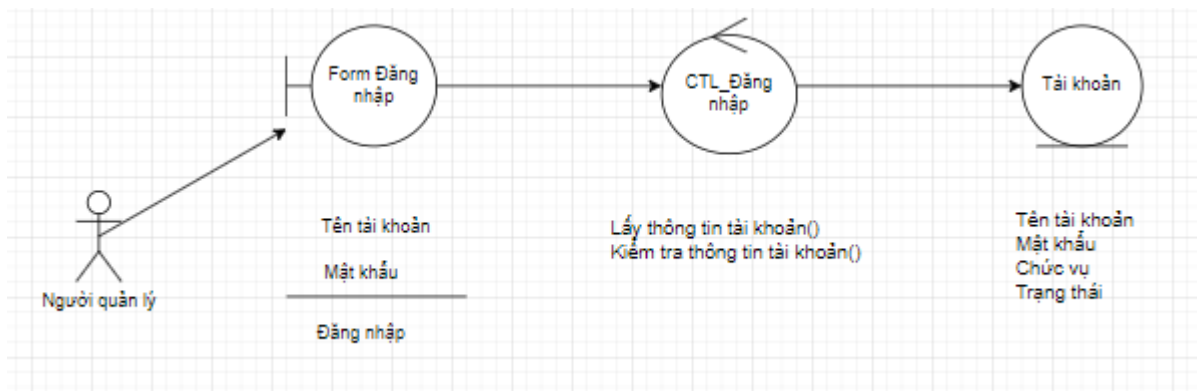 Form Đăng
nhập
CTL_Đăng
nhập
Tài khoản
Người quản lý
Tên tài khoản
Mật khẩu
Đăng nhập
Lấy thông tin tài khoản()
Kiểm tra thông tin tài khoản()
Tên tài khoản
Mật khẩu
Chức vụ
Trạng thái